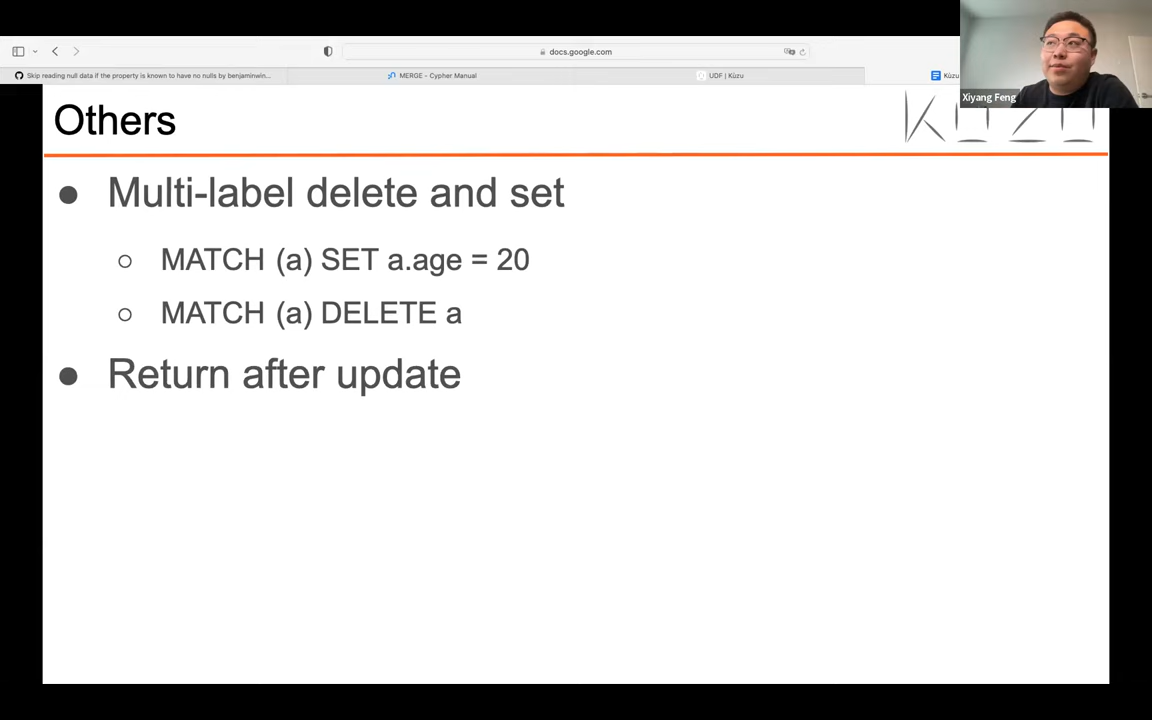 docs.google.com
Skip reading null data if the property is known to have no nulls by benjaminwin...
MERGE - Cypher Manual
UDF | Kùzu
Kùzu
Xiyang Feng
Others
KÙZU
● Multi-label delete and set
○ MATCH (a) SET a.age = 20
○ MATCH (a) DELETE a
● Return after update